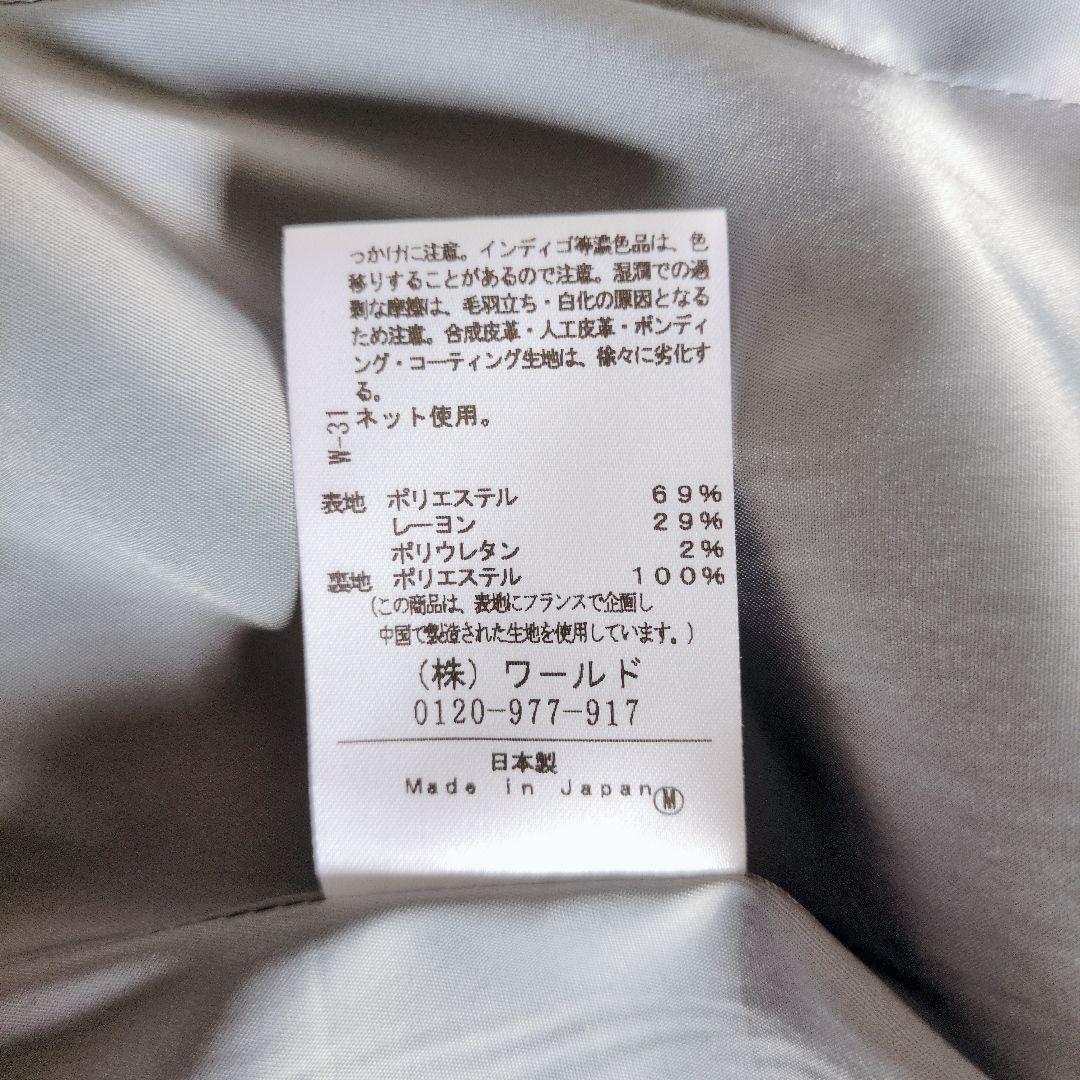 っかけに注意。インディゴ等濃色品は、色
移りすることがあるので注意。湿潤での過
剰な摩擦は、毛羽立ち・白化の原因となる
ため注意。合成皮革・人工皮革・ボンディ
ング・コーティング生地は、徐々に劣化す
る。
ネット使用。
W-31
表地 ポリエステル 69%
レーヨン 29%
ポリウレタン 2%
裏地 ポリエステル 100%
(この商品は、表地にフランスで企画し
中国で製造された生地を使用しています。)
(株)ワールド
0120-977-917
日本製
Made in Japan Ⓜ